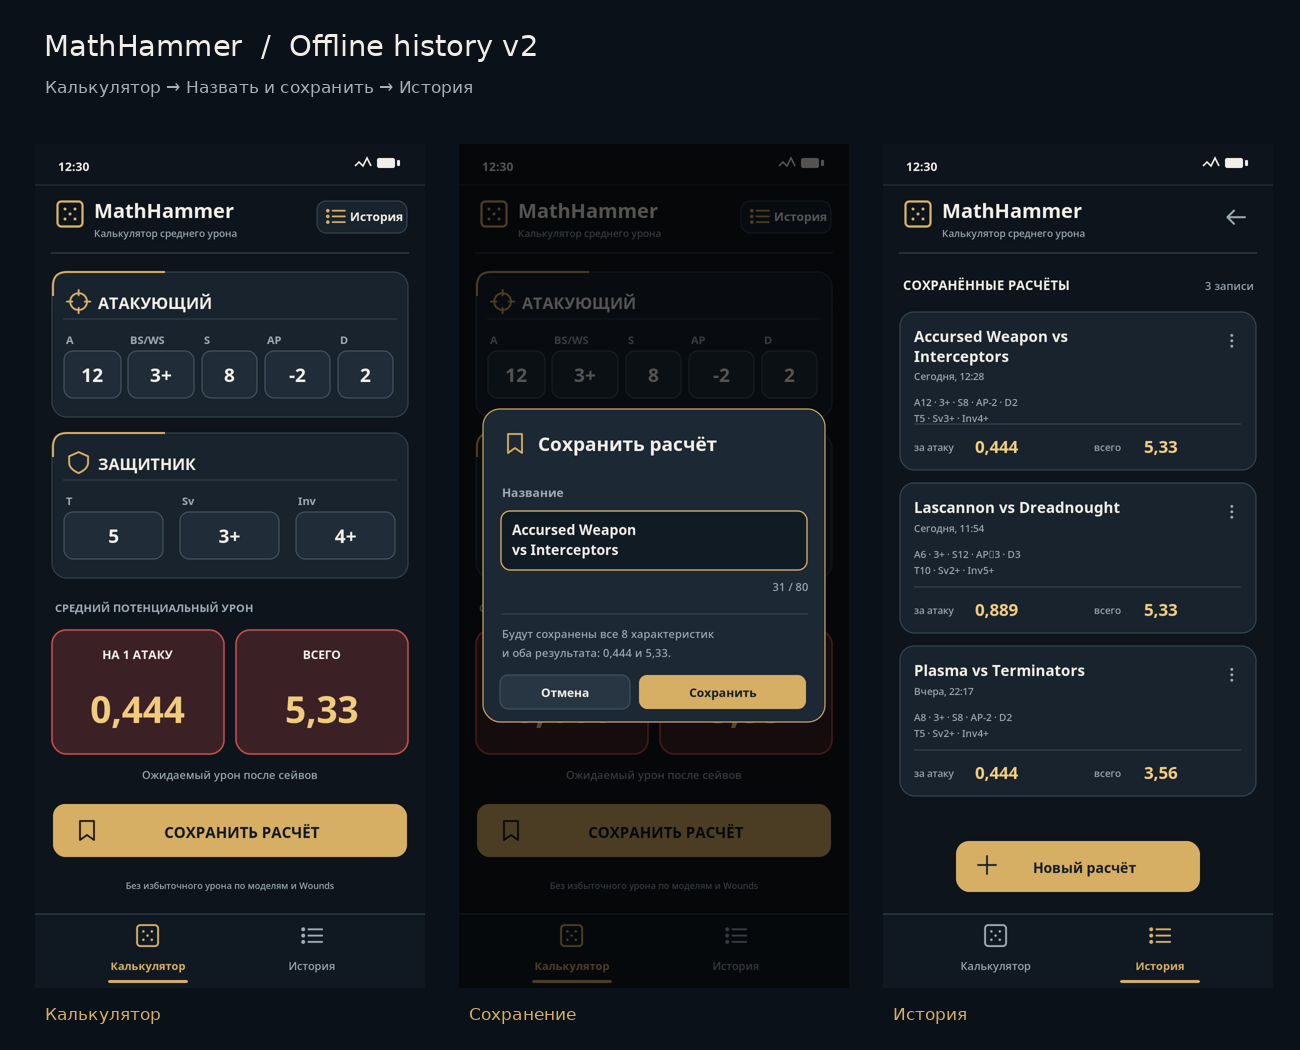 MathHammer / Offline history v2
Калькулятор → Назвать и сохранить → История
12:30
MathHammer
Калькулятор среднего урона
История
АТАКУЮЩИЙ
A BS/WS S AP D
12 3+ 8 -2 2
ЗАЩИТНИК
T Sv Inv
5 3+ 4+
СРЕДНИЙ ПОТЕНЦИАЛЬНЫЙ УРОН
НА 1 АТАКУ ВСЕГО
0,444 5,33
Ожидаемый урон после сейвов
СОХРАНИТЬ РАСЧЁТ
Без избыточного урона по моделям и Wounds
Калькулятор История
Калькулятор
12:30
MathHammer
Калькулятор среднего урона
История
АТАКУЮЩИЙ
A BS/WS S AP D
12 3+ 8 -2 2
Сохранить расчёт
Название
Accursed Weapon
vs Interceptors
31 / 80
Будут сохранены все 8 характеристик
и оба результата: 0,444 и 5,33.
Отмена Сохранить
Ожидаемый урон после сейвов
СОХРАНИТЬ РАСЧЁТ
Без избыточного урона по моделям и Wounds
Калькулятор История
Сохранение
12:30
MathHammer
Калькулятор среднего урона
СОХРАНЁННЫЕ РАСЧЁТЫ 3 записи
Accursed Weapon vs
Interceptors
Сегодня, 12:28
A12 · 3+ · S8 · AP-2 · D2
T5 · Sv3+ · Inv4+
за атаку 0,444 всего 5,33
Lascannon vs Dreadnought
Сегодня, 11:54
A6 · 3+ · S12 · AP▯3 · D3
T10 · Sv2+ · Inv5+
за атаку 0,889 всего 5,33
Plasma vs Terminators
Вчера, 22:17
A8 · 3+ · S8 · AP-2 · D2
T5 · Sv2+ · Inv4+
за атаку 0,444 всего 3,56
Новый расчёт
Калькулятор История
История